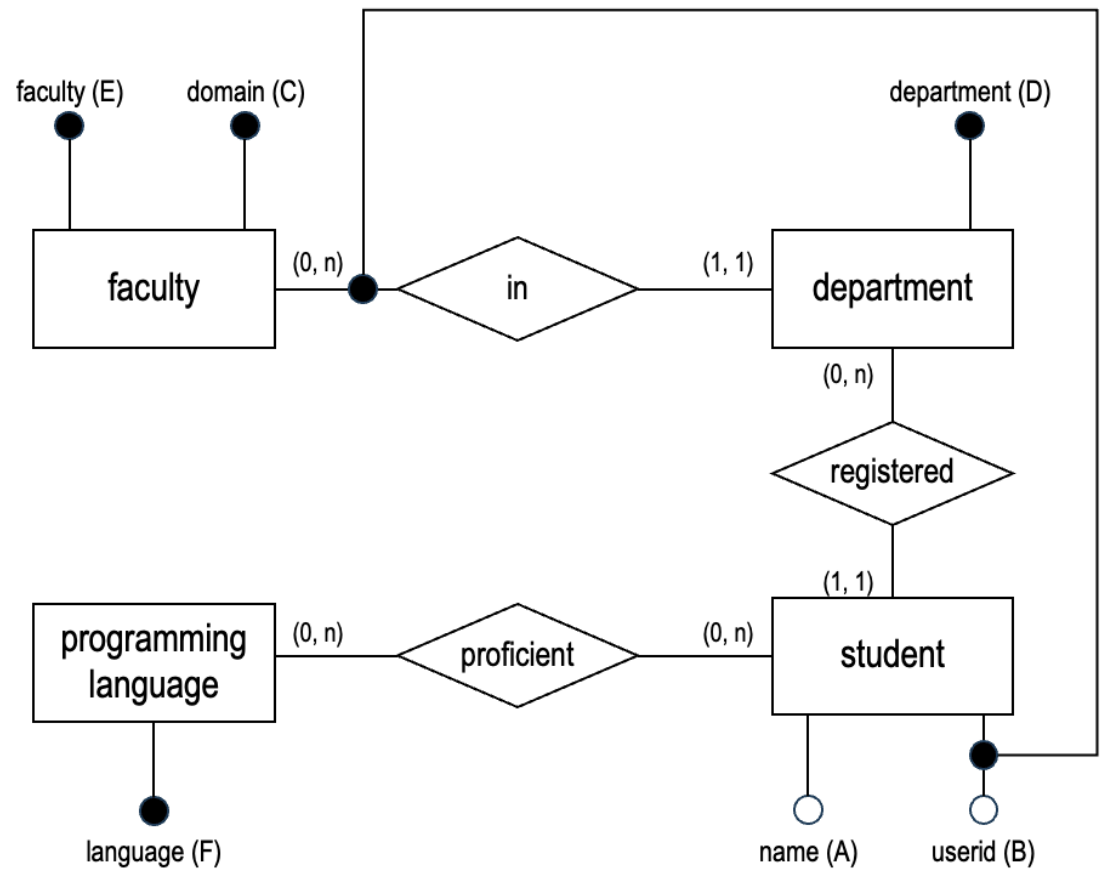 faculty (E)
domain (C)
department (D)
faculty
(0, n)
in
(1, 1)
department
(0, n)
registered
(1, 1)
programming
language
(0, n)
proficient
(0, n)
student
language (F)
name (A)
userid (B)